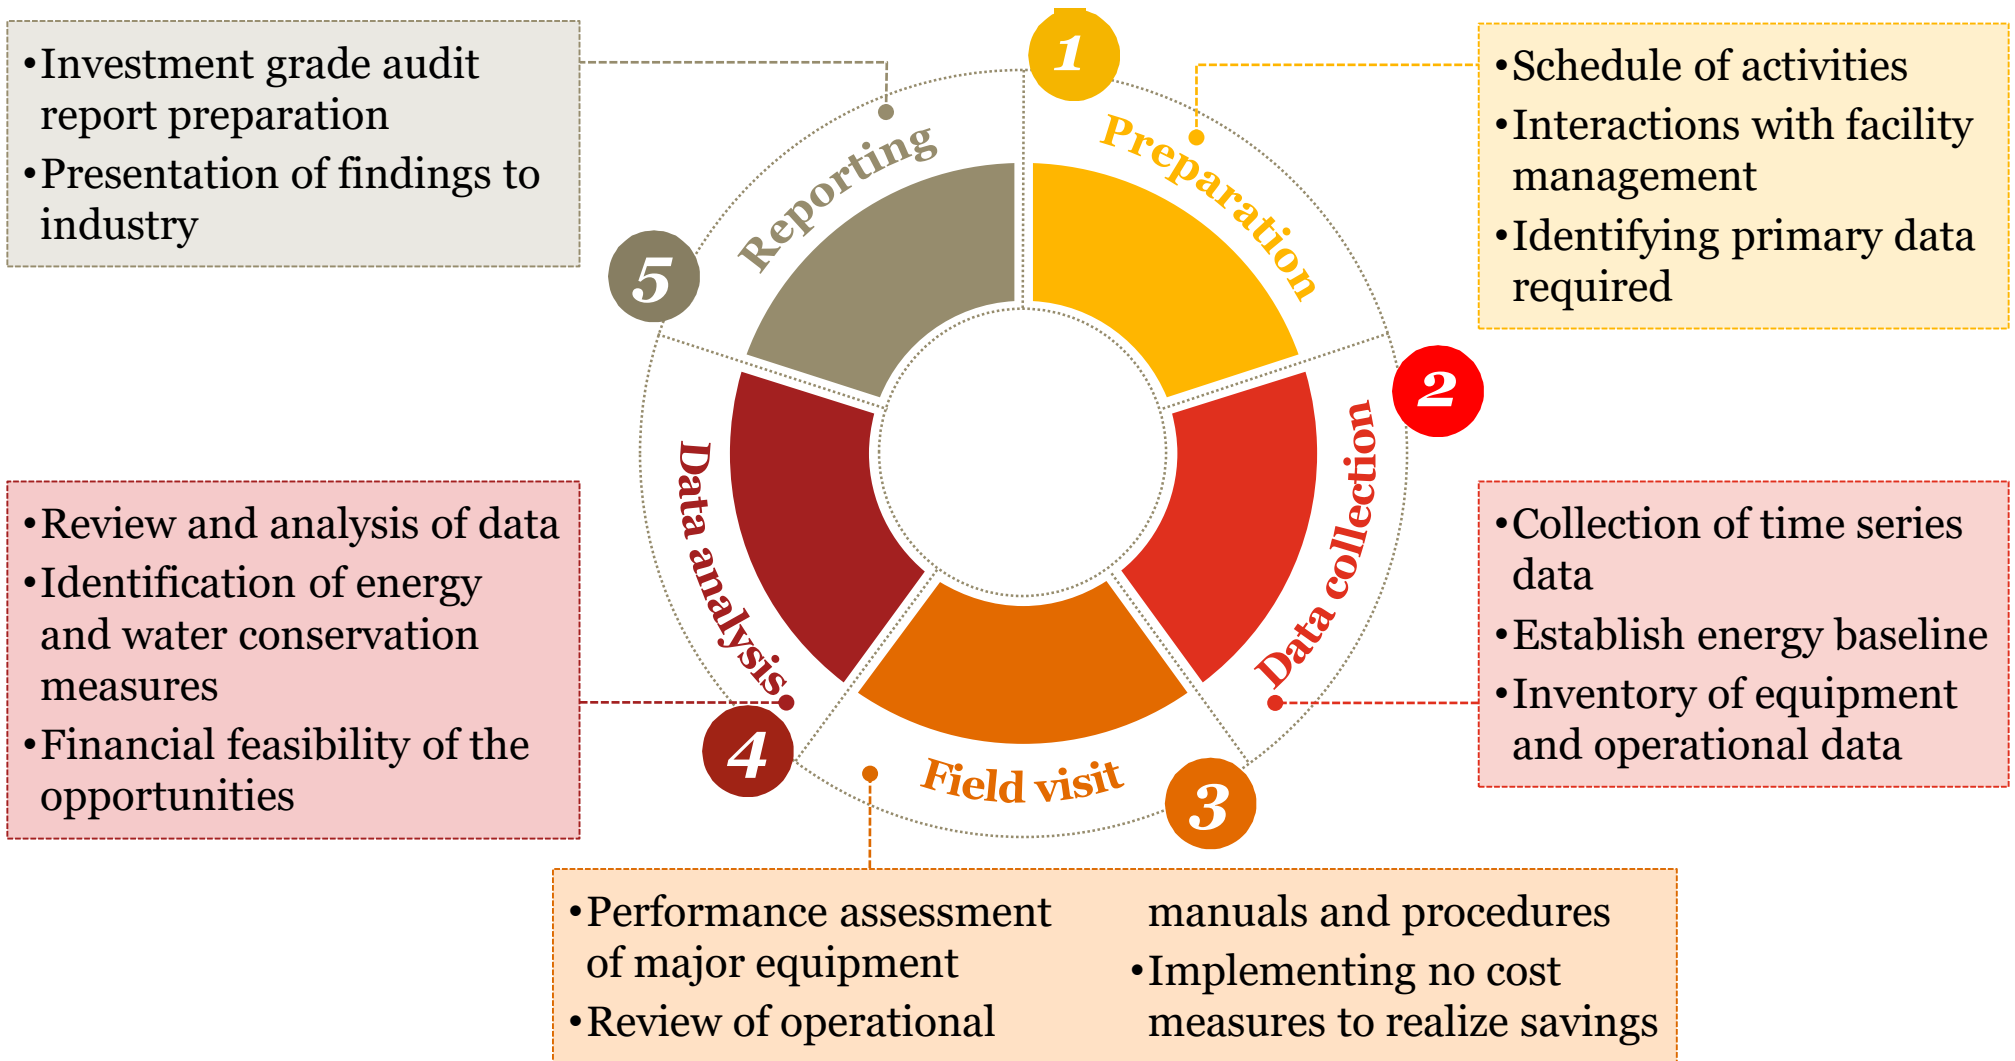 1
Preparation
•Schedule of activities
•Interactions with facility
management
•Identifying primary data
required
2
Data collection
•Collection of time series
data
•Establish energy baseline
•Inventory of equipment
and operational data
3
Field visit
•Performance assessment
of major equipment
•Review of operational
manuals and procedures
•Implementing no cost
measures to realize savings
4
Data analysis
•Review and analysis of data
•Identification of energy
and water conservation
measures
•Financial feasibility of the
opportunities
5
Reporting
•Investment grade audit
report preparation
•Presentation of findings to
industry